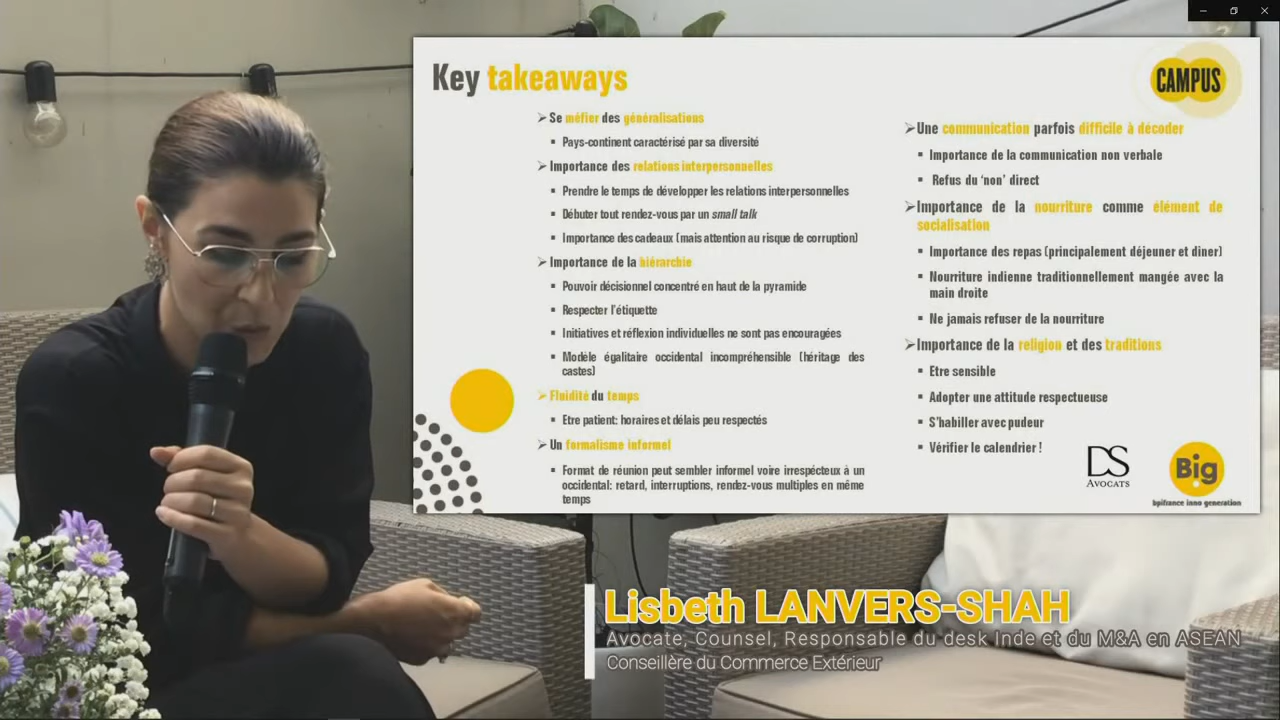 Key takeaways
CAMPUS
Se méfier des généralisations
Pays-continent caractérisé par sa diversité
Importance des relations interpersonnelles
Prendre le temps de développer les relations interpersonnelles
Débuter tout rendez-vous par un small talk
Importance des cadeaux (mais attention au risque de corruption)
Importance de la hiérarchie
Pouvoir décisionnel concentré en haut de la pyramide
Respecter l'étiquette
Initiatives et réflexion individuelles ne sont pas encouragées
Modèle égalitaire occidental incompréhensible (héritage des
castes)
Fluidité du temps
Etre patient: horaires et délais peu respectés
Un formalisme informel
Format de réunion peut sembler informel voire irrespécteux à un
occidental: retard, interruptions, rendez-vous multiples en même
temps
Une communication parfois difficile à décoder
Importance de la communication non verbale
Refus du 'non' direct
Importance de la nourriture comme élément de
socialisation
Importance des repas (principalement déjeuner et dîner)
Nourriture indienne traditionnellement mangée avec la
main droite
Ne jamais refuser de la nourriture
Importance de la religion et des traditions
Etre sensible
Adopter une attitude respectueuse
S'habiller avec pudeur
Vérifier le calendrier !
DS
AVOCATS
Big
bpifrance inno generation
Lisbeth LANVERS-SHAH
Avocate, Counsel, Responsable du desk Inde et du M&A en ASEAN
Conseillère du Commerce Extérieur